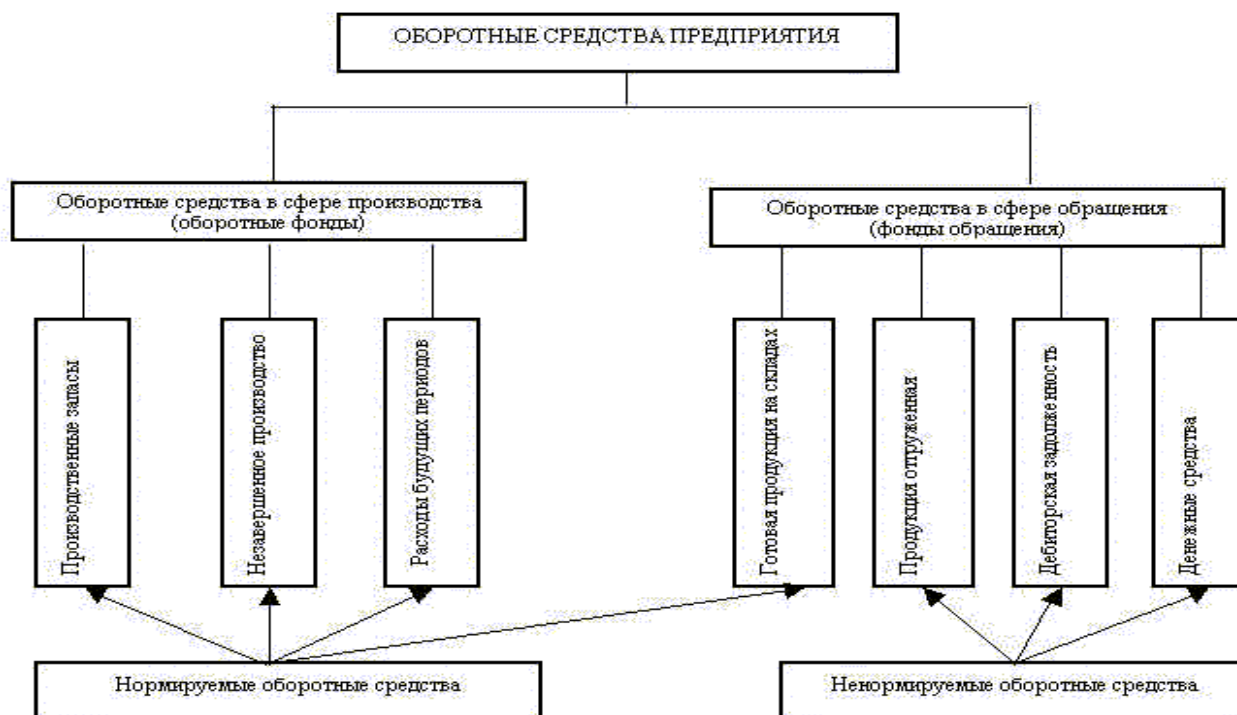 ОБОРОТНЫЕ СРЕДСТВА ПРЕДПРИЯТИЯ
Оборотные средства в сфере производства
(оборотные фонды)
Оборотные средства в сфере обращения
(фонды обращения)
Производственные запасы
Незавершенное производство
Расходы будущих периодов
Готовая продукция на складах
Продукция отгруженная
Дебиторская задолженность
Денежные средства
Нормируемые оборотные средства
Ненормируемые оборотные средства